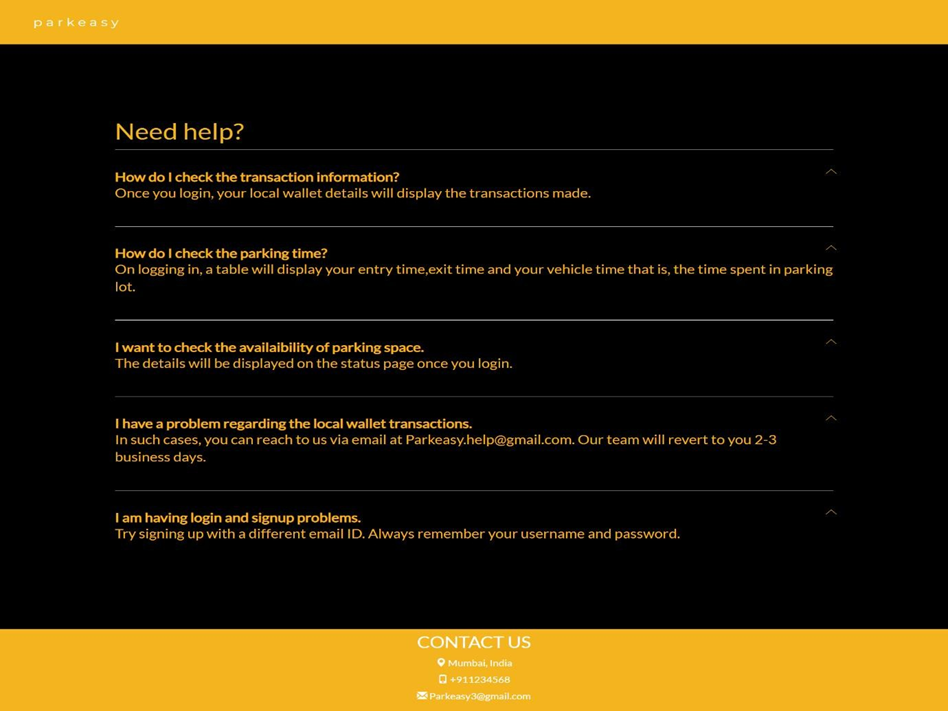 parkeasy
Need help?
How do I check the transaction information?
Once you login, your local wallet details will display the transactions made.
How do I check the parking time?
On logging in, a table will display your entry time,exit time and your vehicle time that is, the time spent in parking
lot.
I want to check the availaibility of parking space.
The details will be displayed on the status page once you login.
I have a problem regarding the local wallet transactions.
In such cases, you can reach to us via email at Parkeasy.help@gmail.com. Our team will revert to you 2-3
business days.
I am having login and signup problems.
Try signing up with a different email ID. Always remember your username and password.
CONTACT US
Mumbai, India
+911234568
Parkeasy3@gmail.com